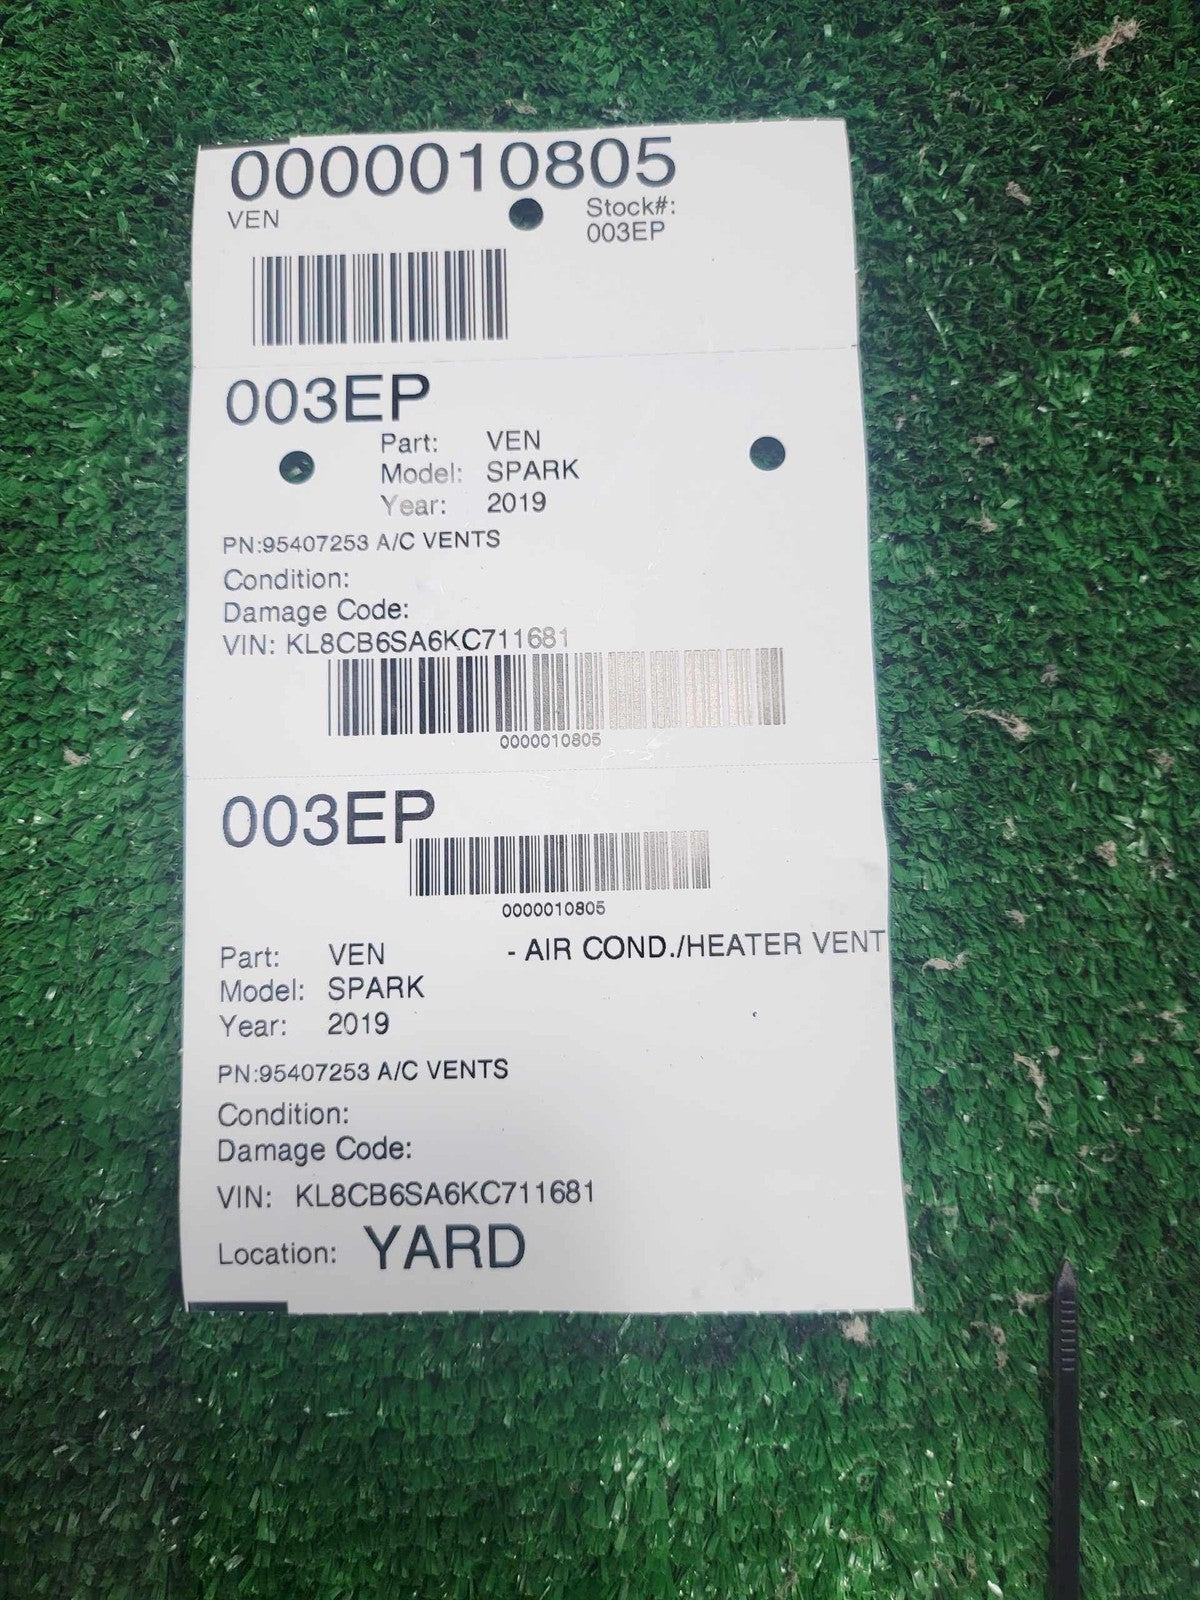 0000010805
VEN
Stock#:
003EP
003EP
Part: VEN
Model: SPARK
Year: 2019
PN:95407253 A/C VENTS
Condition:
Damage Code:
VIN: KL8CB6SA6KC711681
0000010805
003EP
0000010805
Part: VEN - AIR COND./HEATER VENT
Model: SPARK
Year: 2019
PN:95407253 A/C VENTS
Condition:
Damage Code:
VIN: KL8CB6SA6KC711681
Location: YARD